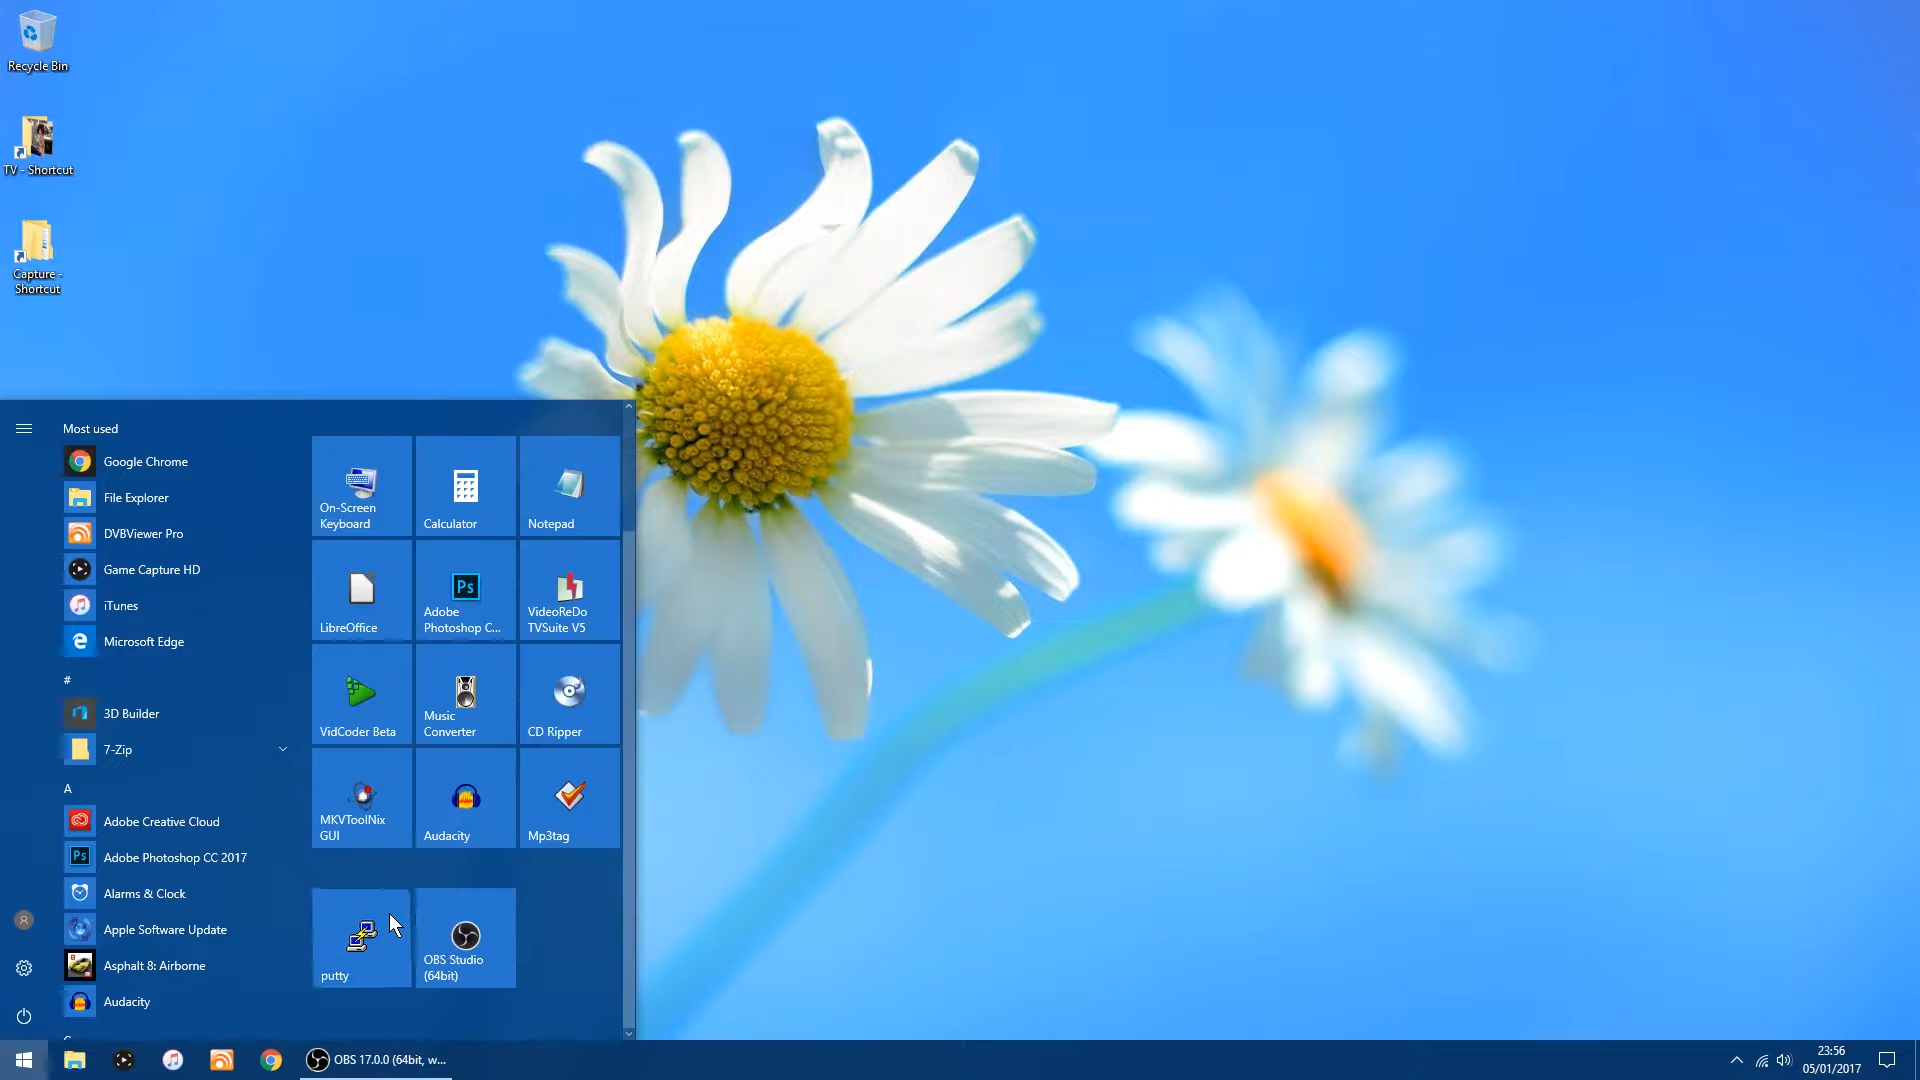 Recycle Bin
TV - Shortcut
Capture -
Shortcut
Most used
Google Chrome
File Explorer
DVBViewer Pro
Game Capture HD
iTunes
Microsoft Edge
#
3D Builder
7-Zip
A
Adobe Creative Cloud
Adobe Photoshop CC 2017
Alarms & Clock
Apple Software Update
Asphalt 8: Airborne
Audacity
On-Screen
Keyboard
Calculator
Notepad
LibreOffice
Ps
Adobe
Photoshop C...
VideoReDo
TVSuite V5
VidCoder Beta
Music
Converter
CD Ripper
MKVToolNix
GUI
Audacity
Mp3tag
putty
OBS Studio
(64bit)
OBS 17.0.0 (64bit, w...
23:56
05/01/2017